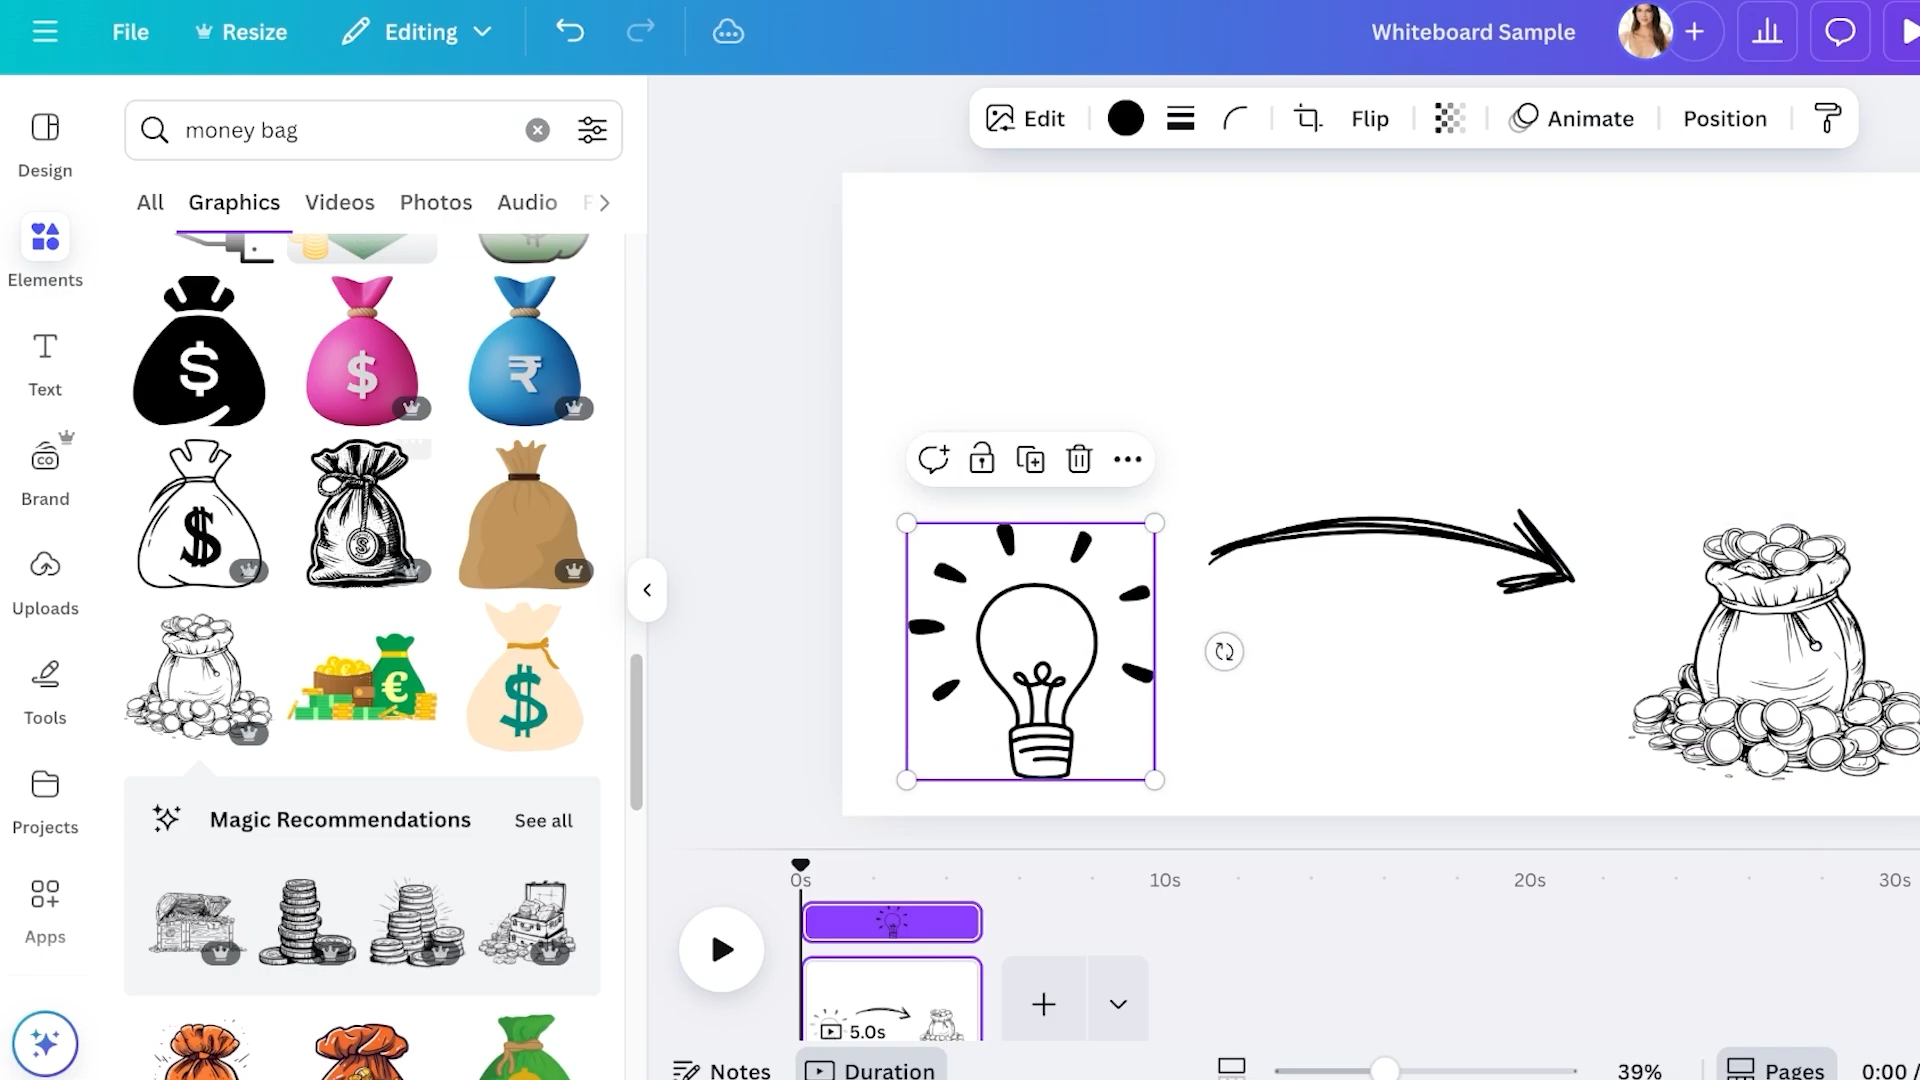 File
Resize
Editing
Whiteboard Sample
Design
Elements
Text
Brand
Uploads
Tools
Projects
Apps
money bag
All Graphics Videos Photos Audio F
$ $ ₹
$ $
€ $
Magic Recommendations See all
Edit
Flip
Animate
Position
0s 10s 20s 30s
5.0s
Notes Duration 39% Pages 0:00 /
CO